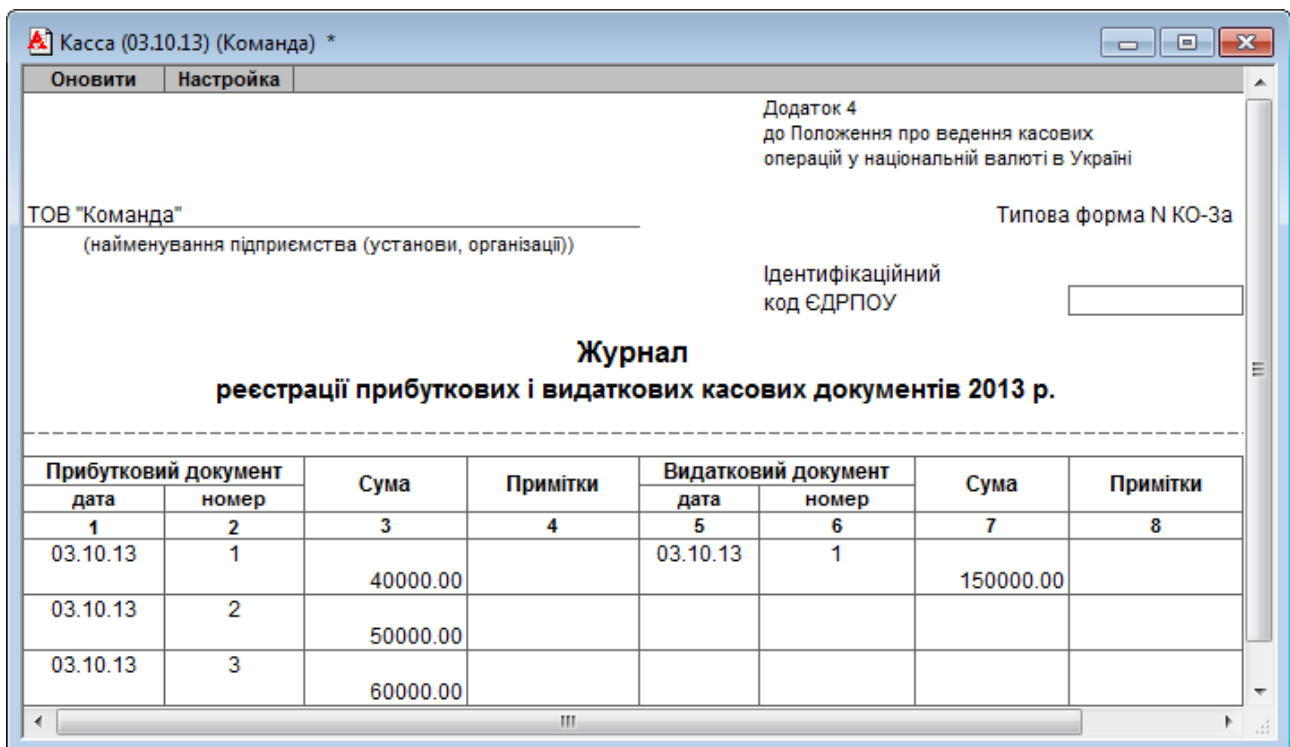 Касса (03.10.13) (Команда) *
Оновити Настройка
Додаток 4
до Положення про ведення касових
операцій у національній валюті в Україні
ТОВ "Команда"
Типова форма N КО-3а
(найменування підприємства (установи, організації))
Ідентифікаційний
код ЄДРПОУ
Журнал
реєстрації прибуткових і видаткових касових документів 2013 р.
Прибутковий документ Сума Примітки Видатковий документ Сума Примітки
дата номер дата номер
1 2 3 4 5 6 7 8
03.10.13 1 40000.00 03.10.13 1 150000.00
03.10.13 2 50000.00
03.10.13 3 60000.00